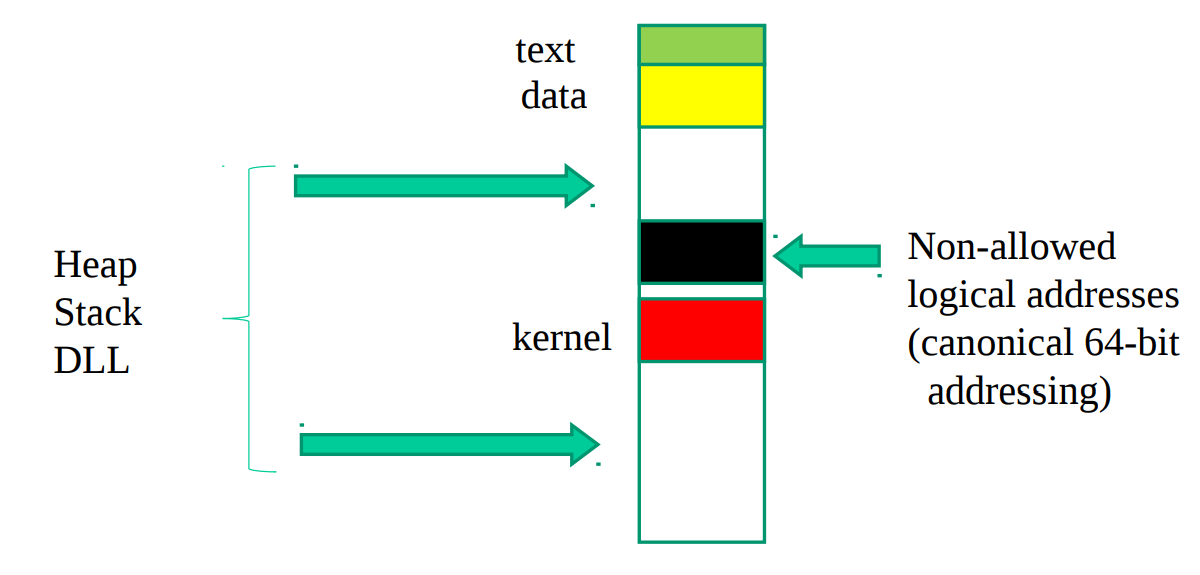 text
data
Heap
Stack
DLL
kernel
Non-allowed
logical addresses
(canonical 64-bit
addressing)